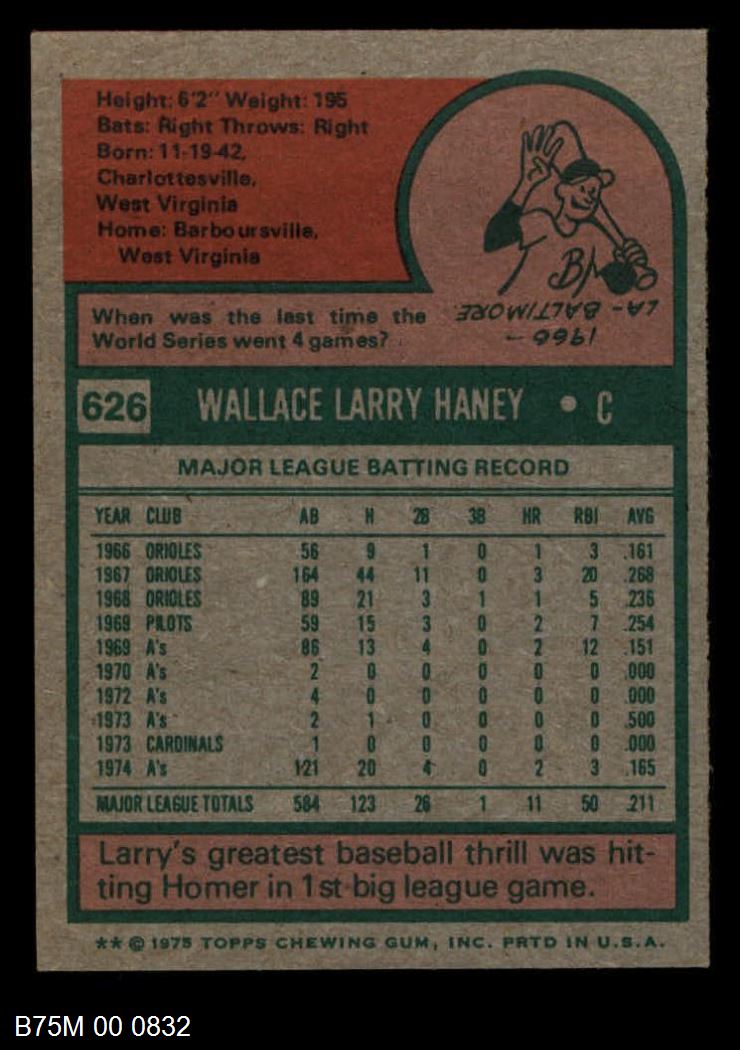 Height: 6'2" Weight: 195
Bats: Right Throws: Right
Born: 11-19-42,
Charlottesville,
West Virginia
Home: Barboursville,
West Virginia
B
When was the last time the
World Series went 4 games?
1966 -
LA- BALTIMORE.
626 WALLACE LARRY HANEY • C
MAJOR LEAGUE BATTING RECORD
YEAR CLUB AB H 2B 3B HR RBI AVG
1966 ORIOLES 56 9 1 0 1 3 .161
1967 ORIOLES 164 44 11 0 3 20 .268
1968 ORIOLES 89 21 3 1 1 5 .236
1969 PILOTS 59 15 3 0 2 7 .254
1969 A's 86 13 4 0 2 12 .151
1970 A's 2 0 0 0 0 0 .000
1972 A's 4 0 0 0 0 0 .000
1973 A's 2 1 0 0 0 0 .500
1973 CARDINALS 1 0 0 0 0 0 .000
1974 A's 121 20 4 0 2 3 .165
MAJOR LEAGUE TOTALS 584 123 26 1 11 50 .211
Larry's greatest baseball thrill was hit-
ting Homer in 1st big league game.
** © 1975 TOPPS CHEWING GUM, INC. PRTD IN U.S.A.
B75M 00 0832